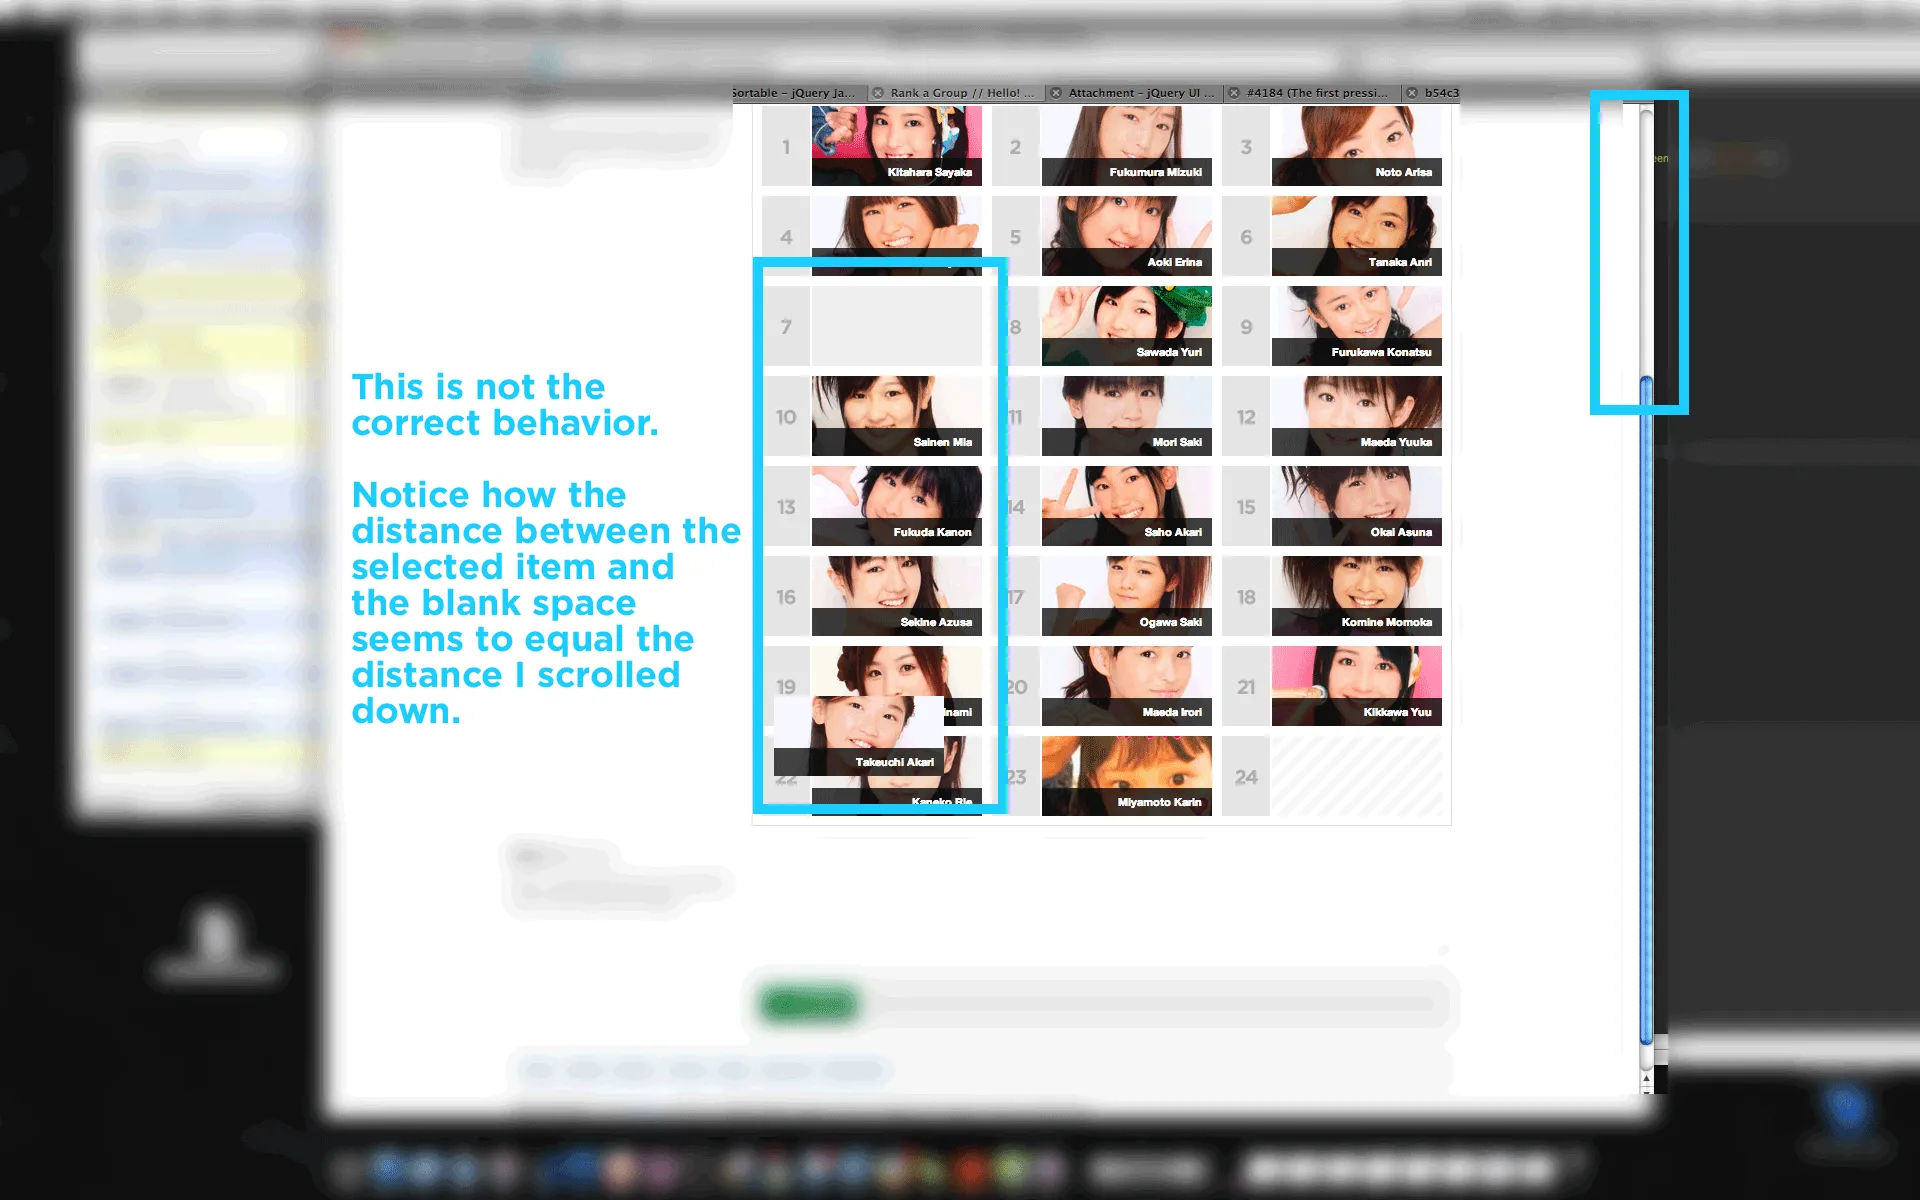 Sortable – jQuery Ja... Rank a Group // Hello! ... Attachment – jQuery UI ... #4184 (The first pressi... b54c3
1 Kitahara Sayaka 2 Fukumura Mizuki 3 Noto Arisa
4 5 Aoki Erina 6 Tanaka Anri
7 8 Sawada Yuri 9 Furukawa Konatsu
10 Sainen Mia 11 Mori Saki 12 Maeda Yuuka
13 Fukuda Kanon 14 Saho Akari 15 Okai Asuna
16 Sekine Azusa 17 Ogawa Saki 18 Komine Momoka
19 inami 20 Maeda Irori 21 Kikkawa Yuu
Takeuchi Akari
22 Kaneko Rie 23 Miyamoto Karin 24
This is not the
correct behavior.
Notice how the
distance between the
selected item and
the blank space
seems to equal the
distance I scrolled
down.